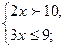 2x ≻ 10,
3x ≤ 9;